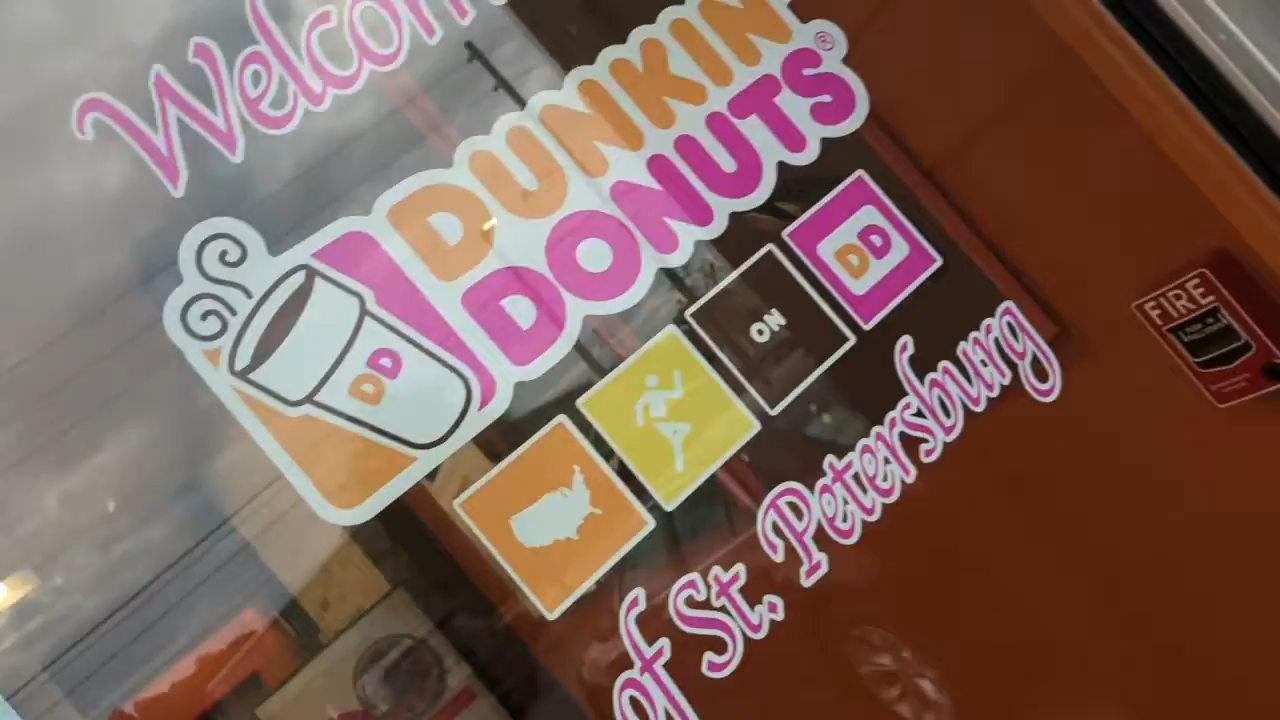 Welcom
DUNKIN'
DONUTS®
DD
DD
ON
of St. Petersburg
FIRE